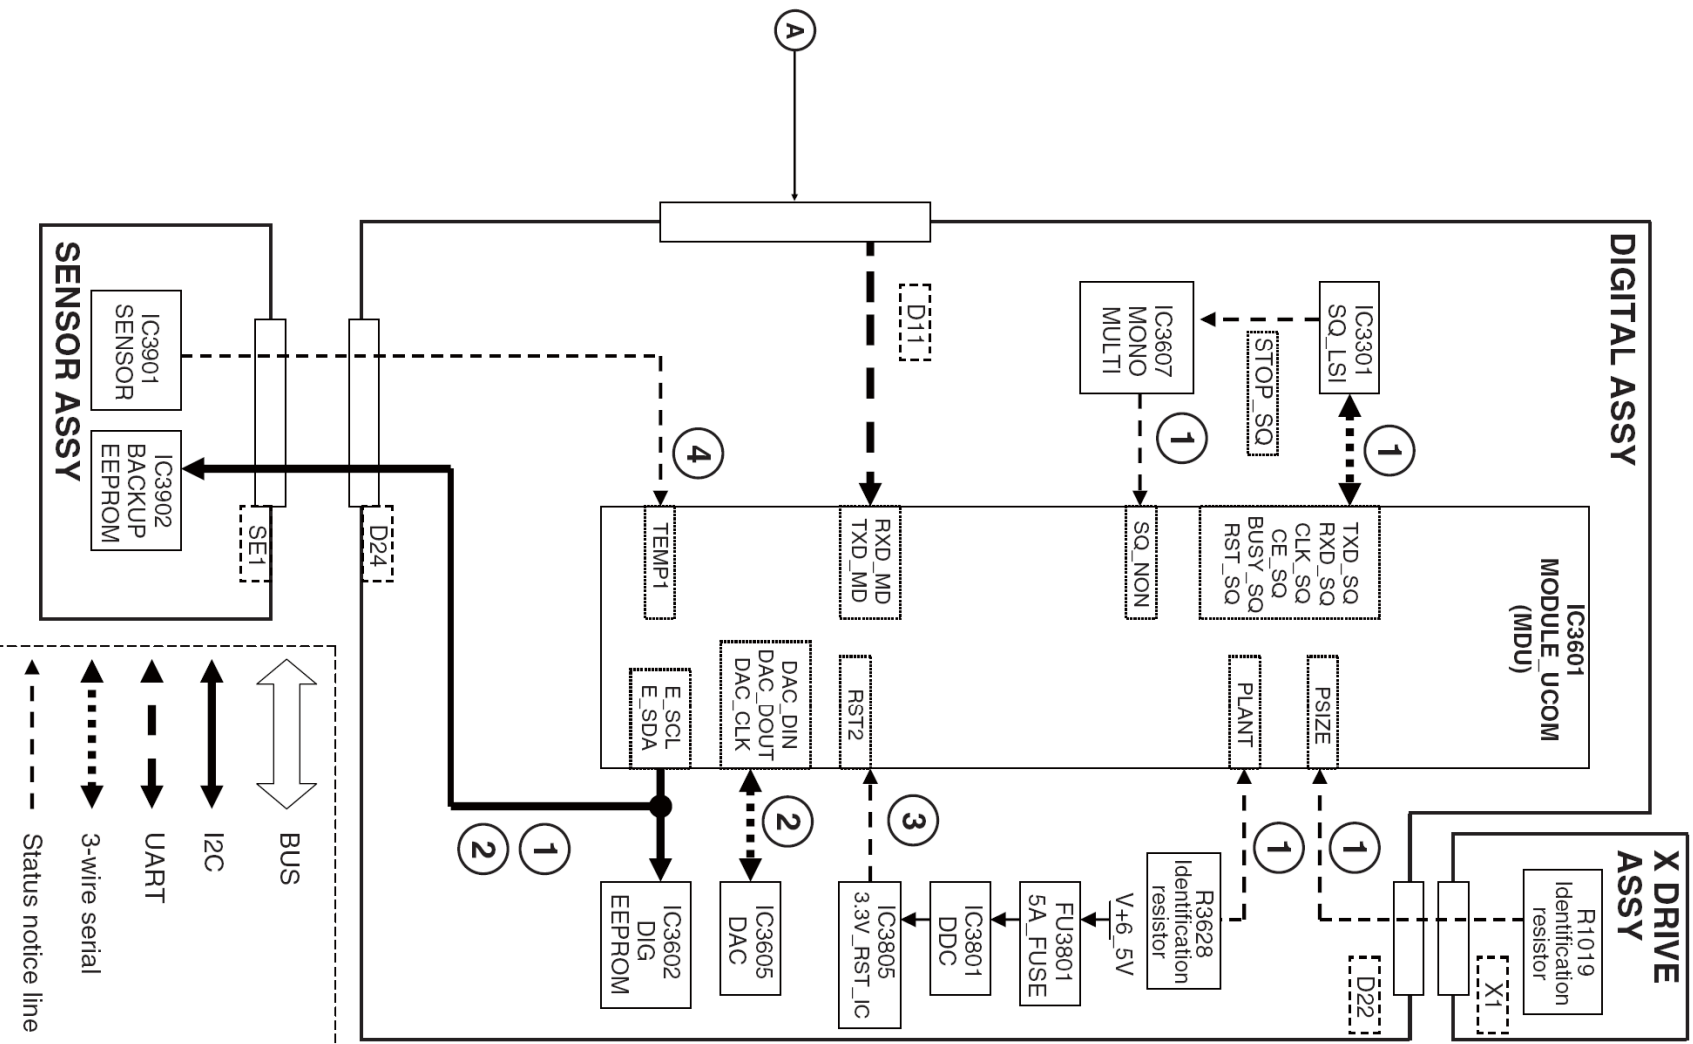 A
DIGITAL ASSY
IC3301
SQ_LSI
STOP_SQ
IC3607
MONO
MULTI
1
1
D11
4
TXD_SQ
RXD_SQ
CLK_SQ
CE_SQ
BUSY_SQ
RST_SQ
SQ_NON
RXD_MD
TXD_MD
TEMP1
IC3601
MODULE_UCOM
(MDU)
PSIZE
PLANT
RST2
DAC_DIN
DAC_DOUT
DAC_CLK
E_SCL
E_SDA
1
1
3
2
1
2
R3628
Identification
resistor
V+6_5V
FU3801
5A_FUSE
IC3801
DDC
IC3805
3.3V_RST_IC
IC3605
DAC
IC3602
DIG
EEPROM
X DRIVE
ASSY
R1019
Identification
resistor
X1
D22
SENSOR ASSY
IC3901
SENSOR
IC3902
BACKUP
EEPROM
SE1
D24
BUS
I2C
UART
3-wire serial
Status notice line